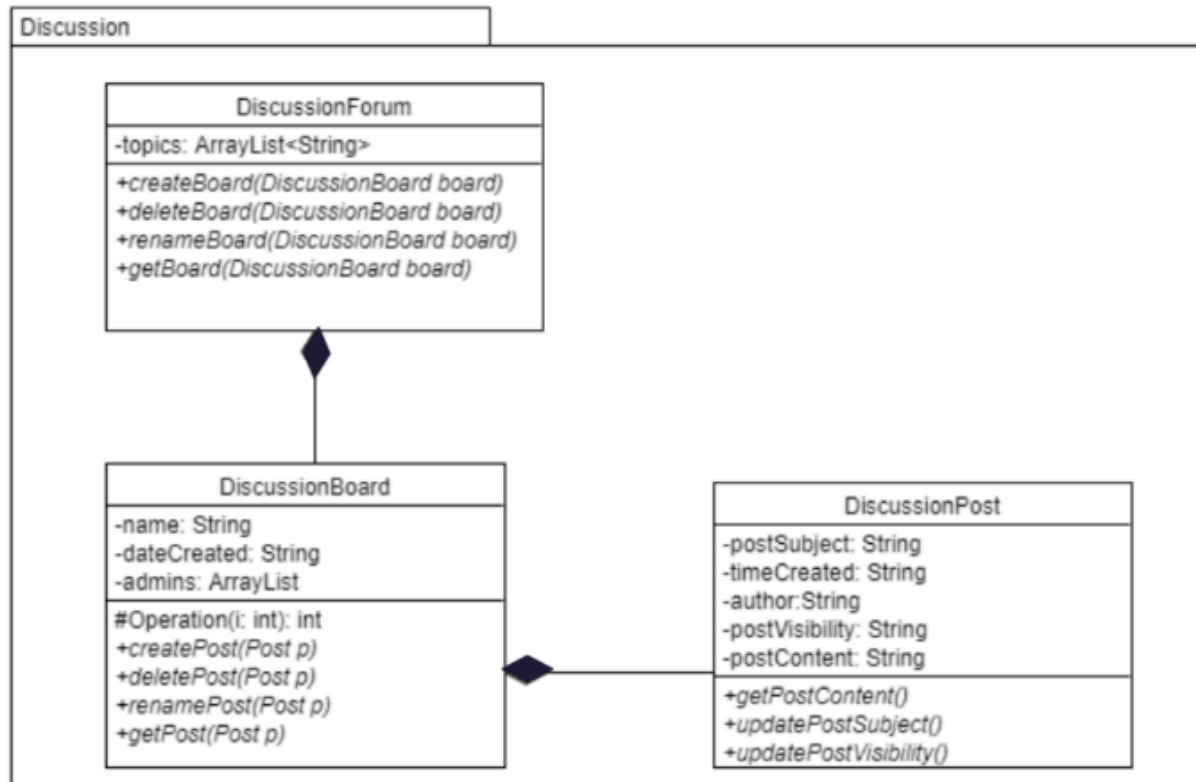 Discussion
DiscussionForum
-topics: ArrayList<String>
+createBoard(DiscussionBoard board)
+deleteBoard(DiscussionBoard board)
+renameBoard(DiscussionBoard board)
+getBoard(DiscussionBoard board)
DiscussionBoard
-name: String
-dateCreated: String
-admins: ArrayList
#Operation(i: int): int
+createPost(Post p)
+deletePost(Post p)
+renamePost(Post p)
+getPost(Post p)
DiscussionPost
-postSubject: String
-timeCreated: String
-author:String
-postVisibility: String
-postContent: String
+getPostContent()
+updatePostSubject()
+updatePostVisibility()